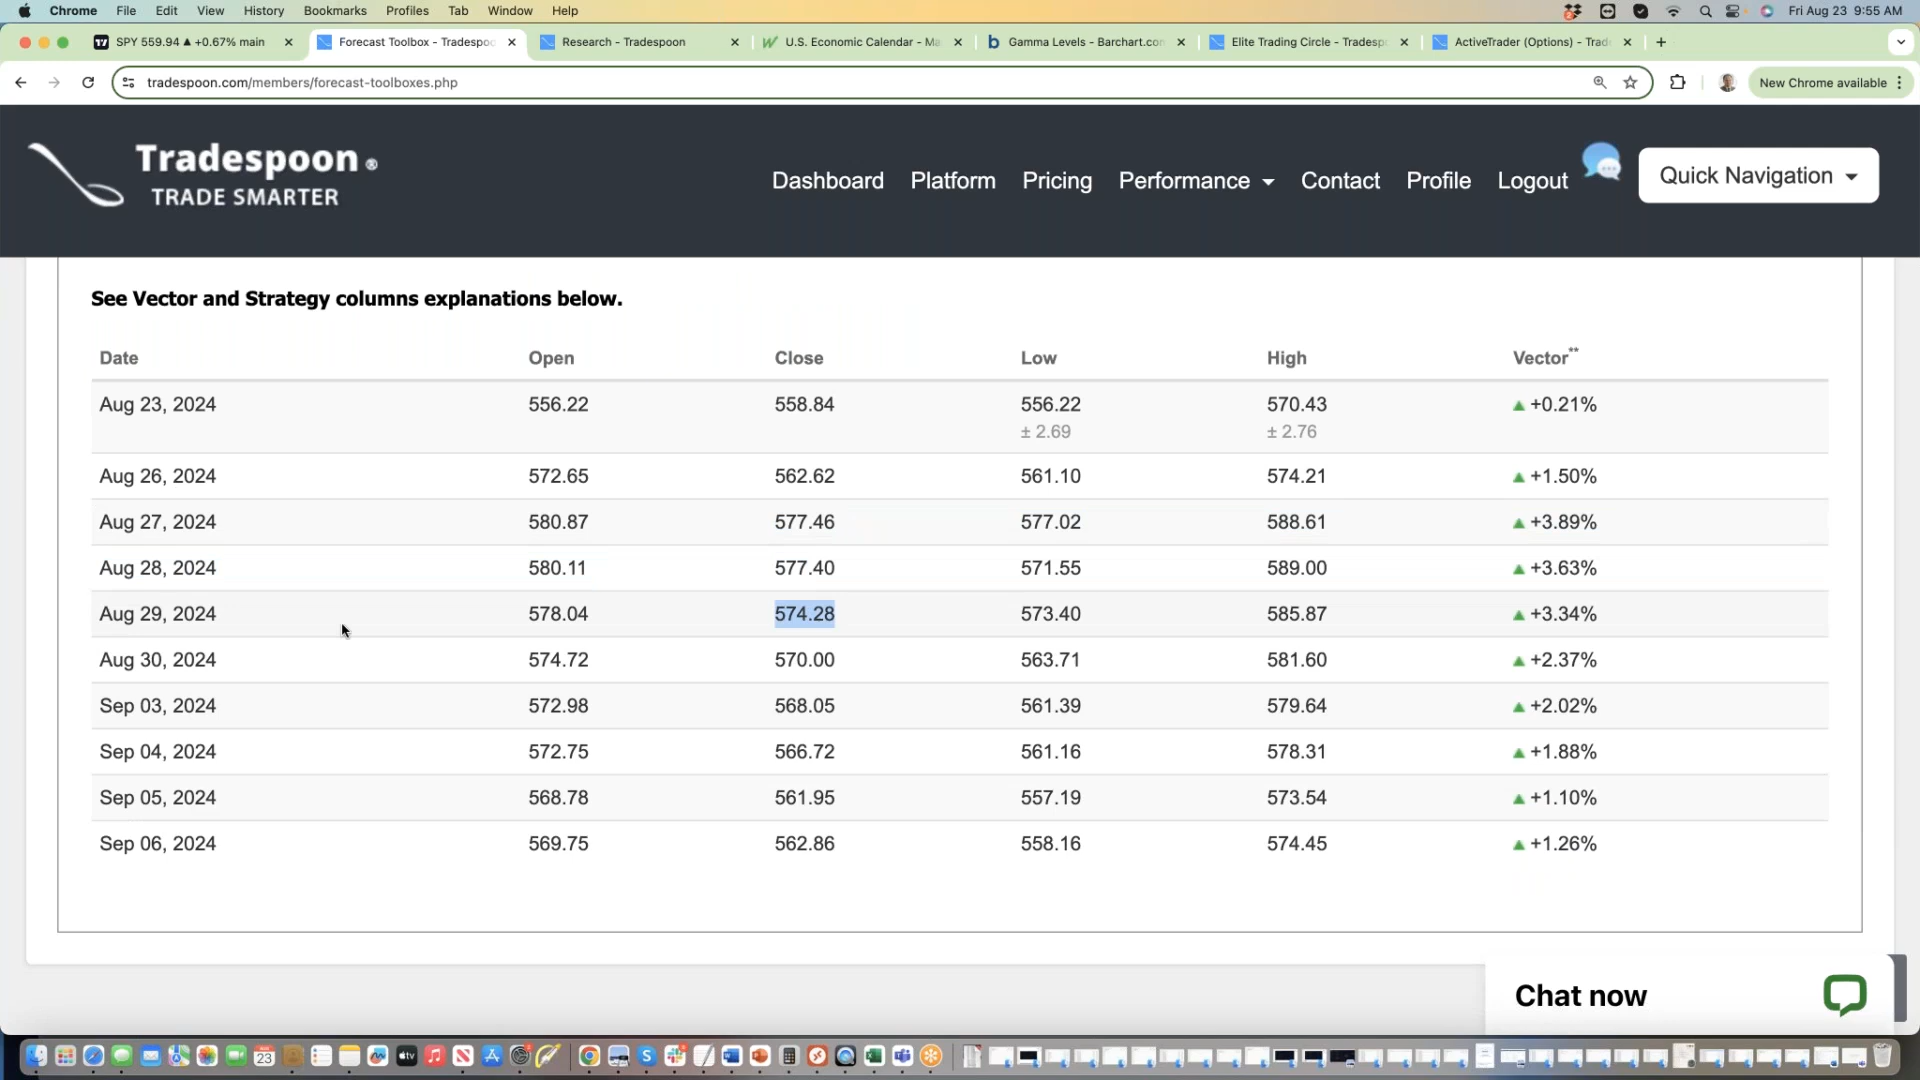 Chrome File Edit View History Bookmarks Profiles Tab Window Help Fri Aug 23 9:55 AM
SPY 559.94 ▲ +0.67% main Forecast Toolbox - Tradespoo Research - Tradespoon U.S. Economic Calendar - Ma Gamma Levels - Barchart.com Elite Trading Circle - Tradesp ActiveTrader (Options) - Trad
tradespoon.com/members/forecast-toolboxes.php New Chrome available
Tradespoon®
TRADE SMARTER
Dashboard Platform Pricing Performance Contact Profile Logout Quick Navigation
See Vector and Strategy columns explanations below.
Date Open Close Low High Vector**
Aug 23, 2024 556.22 558.84 556.22 570.43 ▲ +0.21%
± 2.69 ± 2.76
Aug 26, 2024 572.65 562.62 561.10 574.21 ▲ +1.50%
Aug 27, 2024 580.87 577.46 577.02 588.61 ▲ +3.89%
Aug 28, 2024 580.11 577.40 571.55 589.00 ▲ +3.63%
Aug 29, 2024 578.04 574.28 573.40 585.87 ▲ +3.34%
Aug 30, 2024 574.72 570.00 563.71 581.60 ▲ +2.37%
Sep 03, 2024 572.98 568.05 561.39 579.64 ▲ +2.02%
Sep 04, 2024 572.75 566.72 561.16 578.31 ▲ +1.88%
Sep 05, 2024 568.78 561.95 557.19 573.54 ▲ +1.10%
Sep 06, 2024 569.75 562.86 558.16 574.45 ▲ +1.26%
Chat now